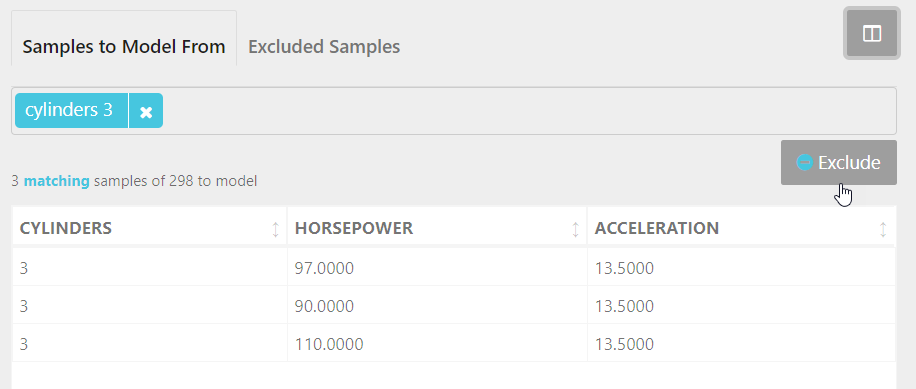 Samples to Model From Excluded Samples
cylinders 3
Exclude
3 matching samples of 298 to model
CYLINDERS HORSEPOWER ACCELERATION
3 97.0000 13.5000
3 90.0000 13.5000
3 110.0000 13.5000